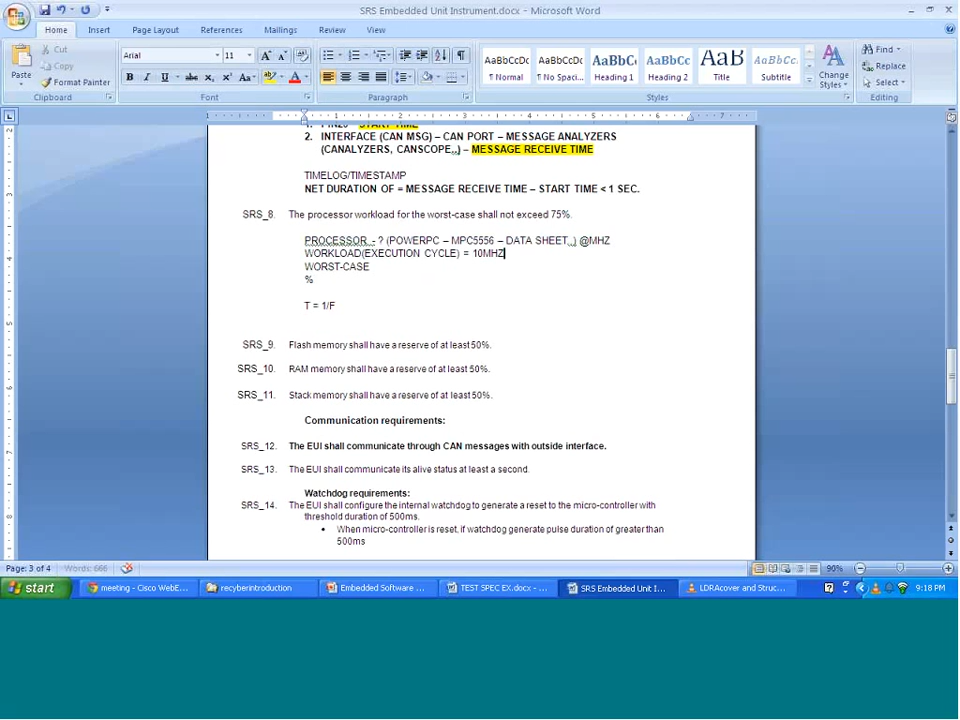 SRS Embedded Unit Instrument.docx - Microsoft Word
Home Insert Page Layout References Mailings Review View
Cut
Copy
Format Painter
Paste
Clipboard
Arial 11
Font
Paragraph
AaBbCcDc AaBbCcDc AaBbC AaBbCc AaB AaBbCc.
¶ Normal ¶ No Spaci... Heading 1 Heading 2 Title Subtitle
Change Styles
Styles
Find
Replace
Select
Editing
START TIME
2. INTERFACE (CAN MSG) – CAN PORT – MESSAGE ANALYZERS
(CANALYZERS, CANSCOPE,,) – MESSAGE RECEIVE TIME
TIMELOG/TIMESTAMP
NET DURATION OF = MESSAGE RECEIVE TIME – START TIME < 1 SEC.
SRS_8. The processor workload for the worst-case shall not exceed 75%.
PROCESSOR - ? (POWERPC – MPC5556 – DATA SHEET,,) @MHZ
WORKLOAD(EXECUTION CYCLE) = 10MHZ
WORST-CASE
%
T = 1/F
SRS_9. Flash memory shall have a reserve of at least 50%.
SRS_10. RAM memory shall have a reserve of at least 50%.
SRS_11. Stack memory shall have a reserve of at least 50%.
Communication requirements:
SRS_12. The EUI shall communicate through CAN messages with outside interface.
SRS_13. The EUI shall communicate its alive status at least a second.
Watchdog requirements:
SRS_14. The EUI shall configure the internal watchdog to generate a reset to the micro-controller with
threshold duration of 500ms.
• When micro-controller is reset, if watchdog generate pulse duration of greater than
500ms
Page: 3 of 4 Words: 666 90%
start meeting - Cisco WebE... recyberintroduction Embedded Software ... TEST SPEC EX.docx - ... SRS Embedded Unit I... LDRAcover and Struc... 9:18 PM